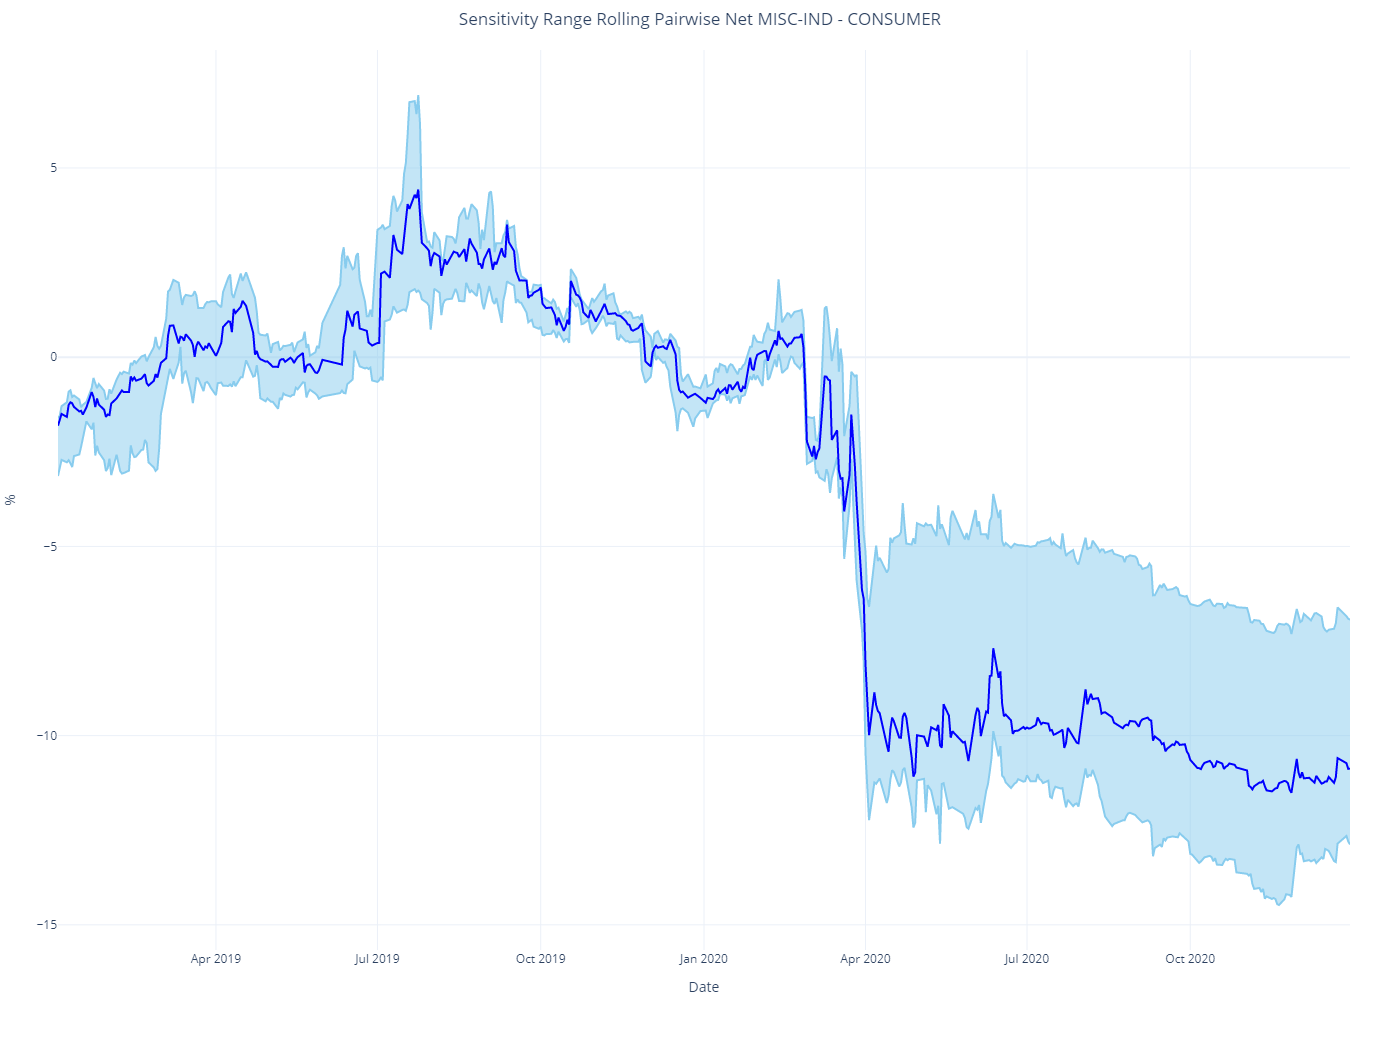 Sensitivity Range Rolling Pairwise Net MISC-IND - CONSUMER
5
0
−5
−10
−15
%
Apr 2019
Jul 2019
Oct 2019
Jan 2020
Apr 2020
Jul 2020
Oct 2020
Date